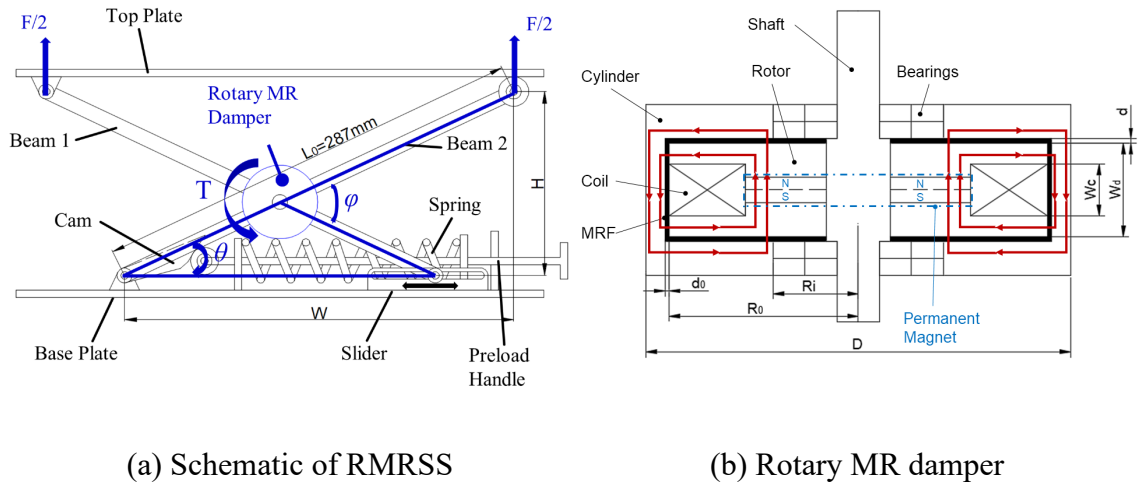 F/2
Top Plate
F/2
Rotary MR
Damper
L₀=287mm
Beam 1
Beam 2
T
H
φ
Spring
Cam
θ
W
Base Plate
Slider
Preload
Handle
(a) Schematic of RMRSS
Shaft
Cylinder
Rotor
Bearings
d
Coil
N
S
N
S
Wc
Wd
MRF
d₀
Ri
R₀
Permanent
Magnet
D
(b) Rotary MR damper